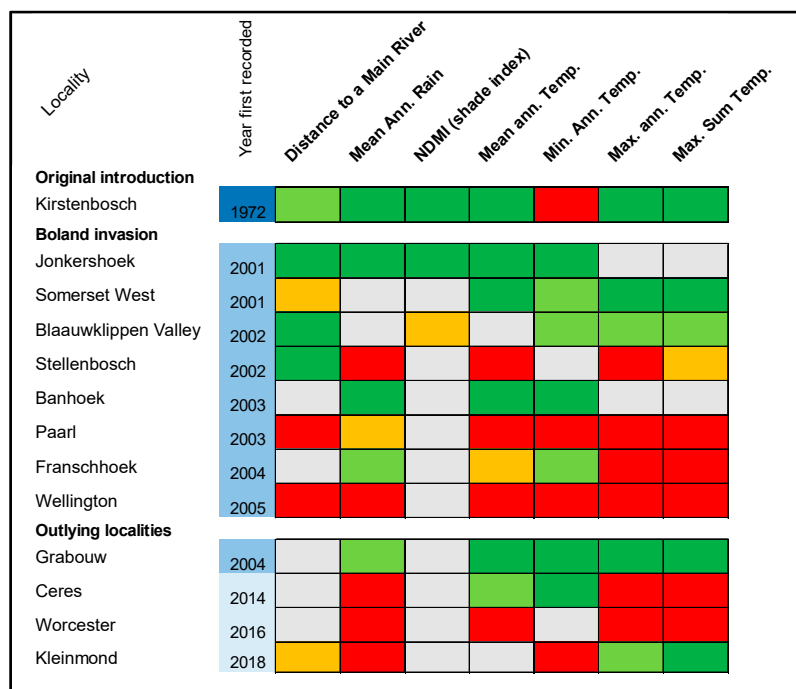 Locality
Year first recorded
Distance to a Main River
Mean Ann. Rain
NDMI (shade index)
Mean ann. Temp.
Min. Ann. Temp.
Max. ann. Temp.
Max. Sum Temp.
Original introduction
Kirstenbosch 1972
Boland invasion
Jonkershoek 2001
Somerset West 2001
Blaauwklippen Valley 2002
Stellenbosch 2002
Banhoek 2003
Paarl 2003
Franschhoek 2004
Wellington 2005
Outlying localities
Grabouw 2004
Ceres 2014
Worcester 2016
Kleinmond 2018